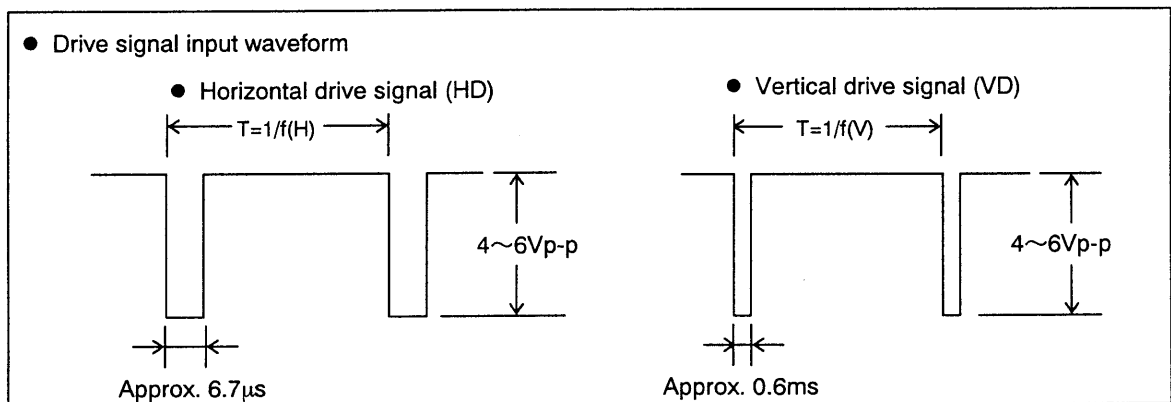 ● Drive signal input waveform
● Horizontal drive signal (HD)
T=1/f(H)
4～6Vp-p
Approx. 6.7μs
● Vertical drive signal (VD)
T=1/f(V)
4～6Vp-p
Approx. 0.6ms